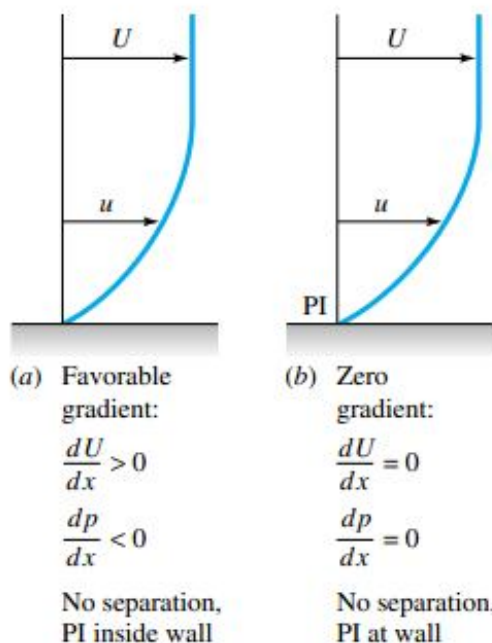 U
U
u
u
PI
(a) Favorable
gradient:
dU/dx > 0
dp/dx < 0
No separation,
PI inside wall
(b) Zero
gradient:
dU/dx = 0
dp/dx = 0
No separation,
PI at wall